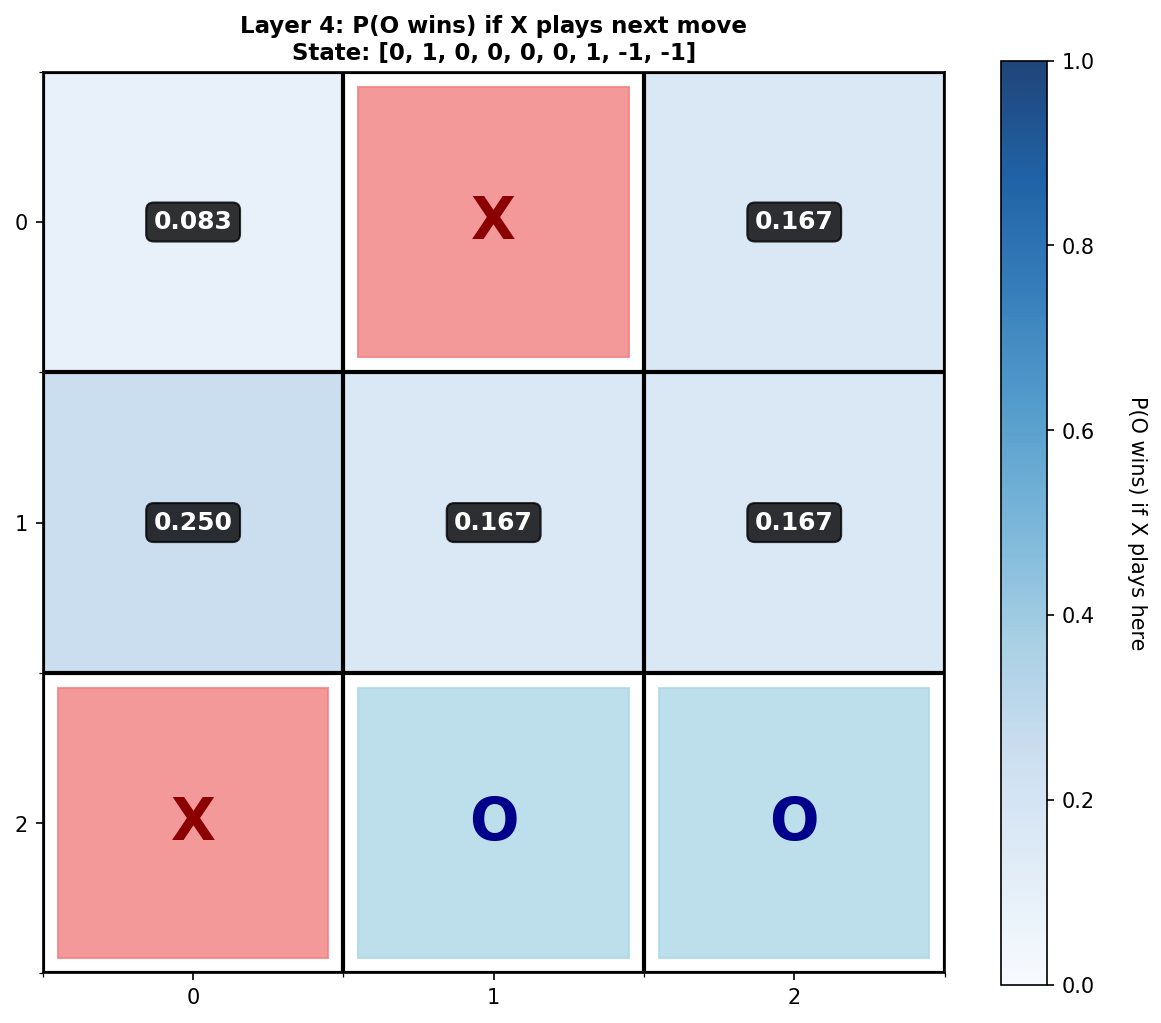 Layer 4: P(O wins) if X plays next move
State: [0, 1, 0, 0, 0, 0, 1, -1, -1]
0
0.083
X
0.167
1
0.250
0.167
0.167
2
X
O
O
0
1
2
1.0
0.8
0.6
0.4
0.2
0.0
P(O wins) if X plays here